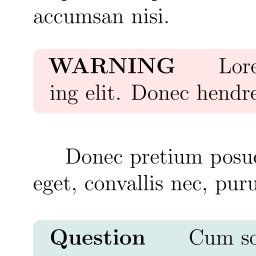 accumsan nisi.
WARNING Lore
ing elit. Donec hendre
Donec pretium posue
eget, convallis nec, puru
Question Cum so